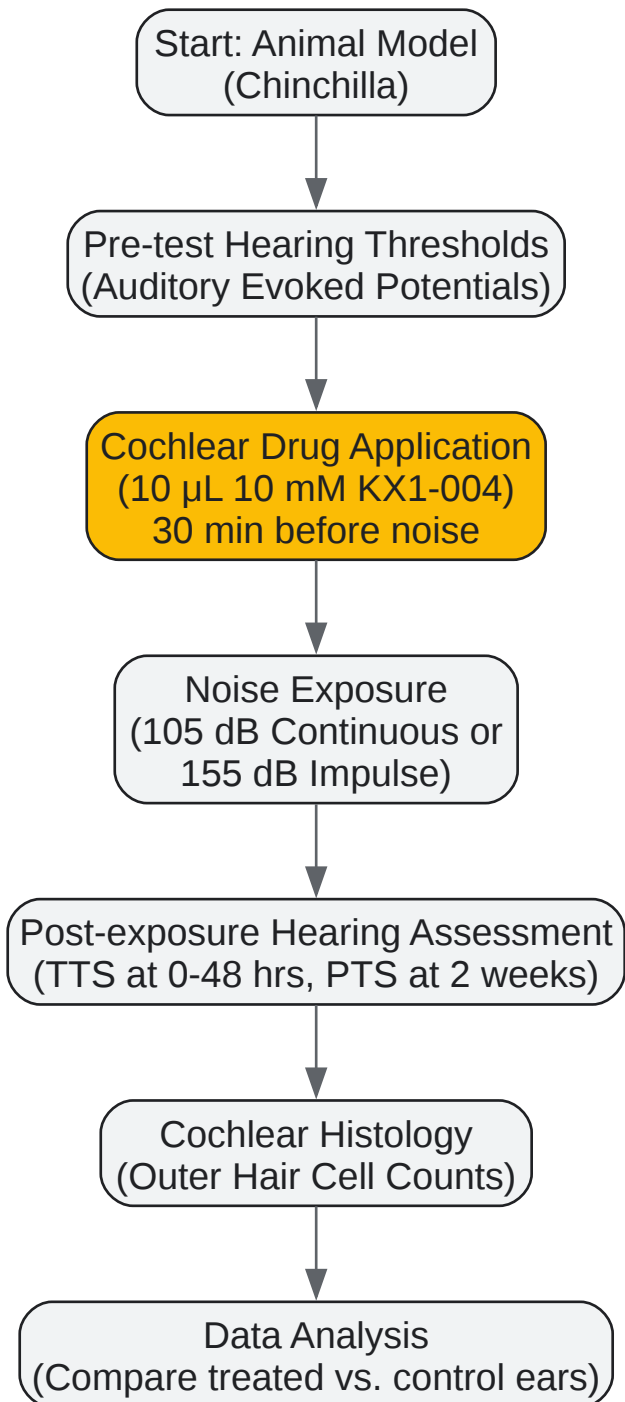 Start: Animal Model
(Chinchilla)
Pre-test Hearing Thresholds
(Auditory Evoked Potentials)
Cochlear Drug Application
(10 µL 10 mM KX1-004)
30 min before noise
Noise Exposure
(105 dB Continuous or
155 dB Impulse)
Post-exposure Hearing Assessment
(TTS at 0-48 hrs, PTS at 2 weeks)
Cochlear Histology
(Outer Hair Cell Counts)
Data Analysis
(Compare treated vs. control ears)